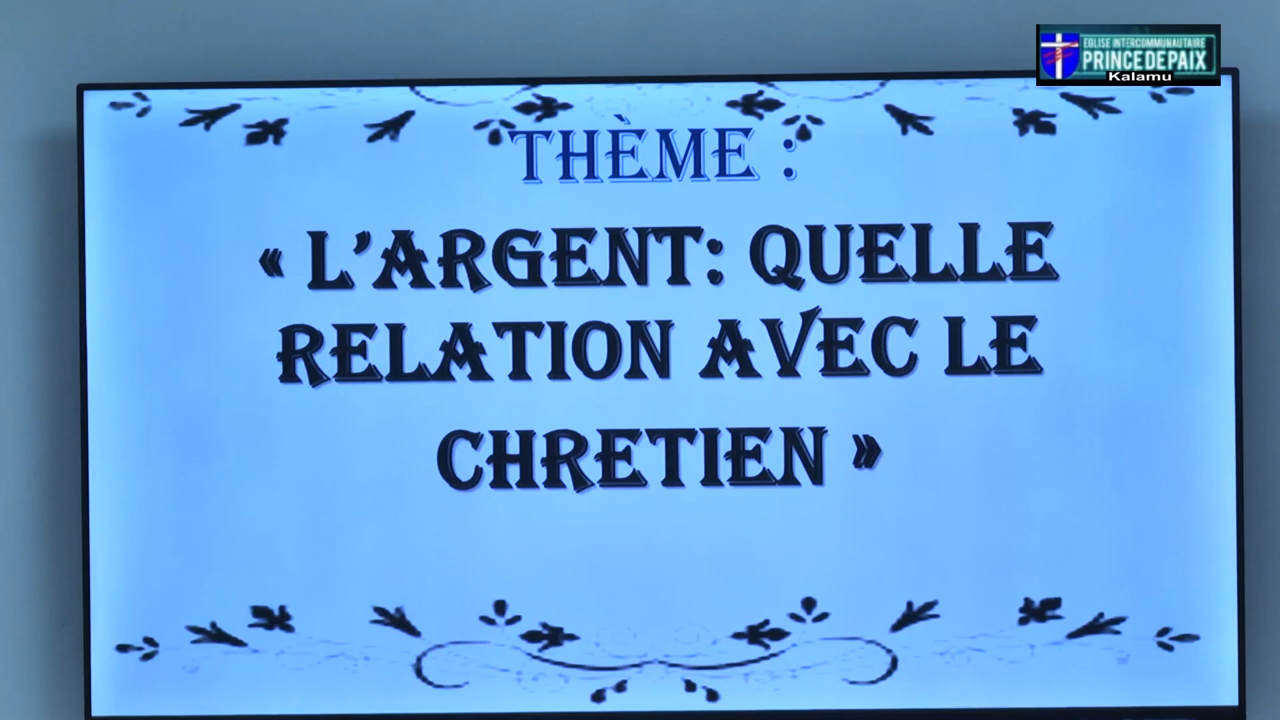 EGLISE INTERCOMMUNAUTAIRE
PRINCE DE PAIX
Kalamu
THÈME :
« L'ARGENT: QUELLE
RELATION AVEC LE
CHRETIEN »